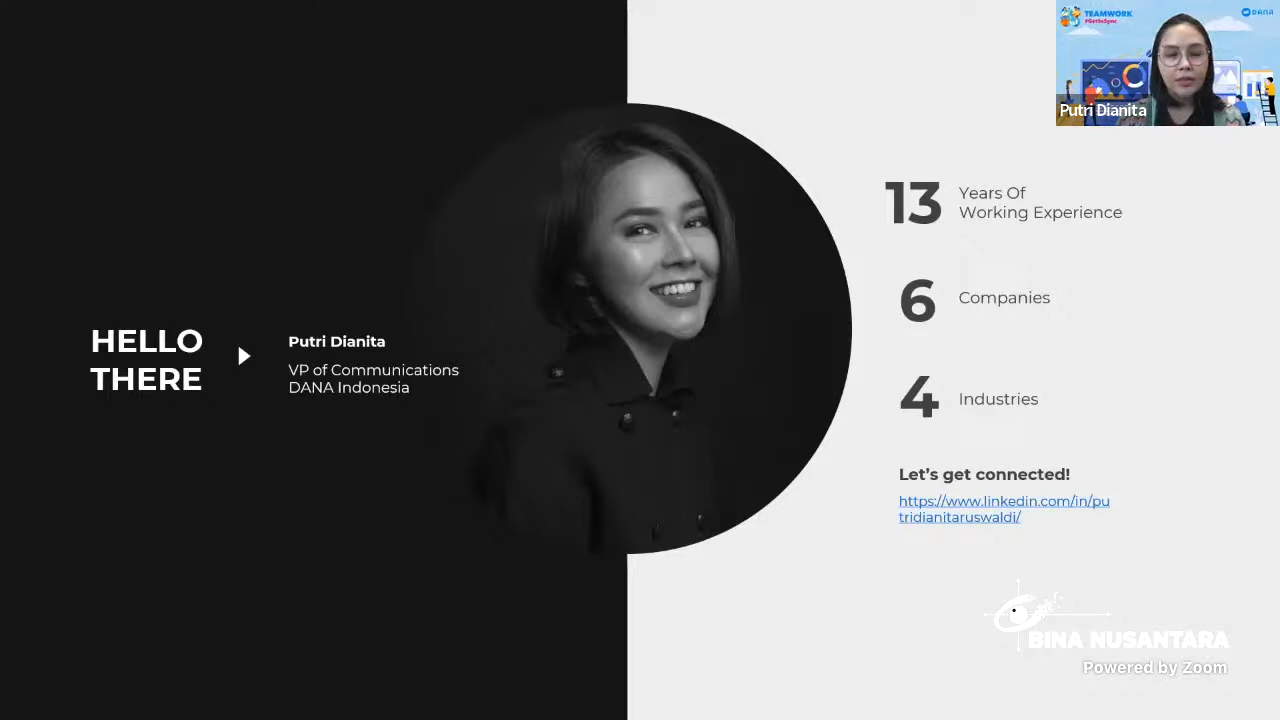 TEAMWORK
#GetInSync
DANA
Putri Dianita
HELLO
THERE
Putri Dianita
VP of Communications
DANA Indonesia
13
Years Of
Working Experience
6
Companies
4
Industries
Let's get connected!
https://www.linkedin.com/in/pu
tridianitaruswaldi/
BINA NUSANTARA
Powered by Zoom